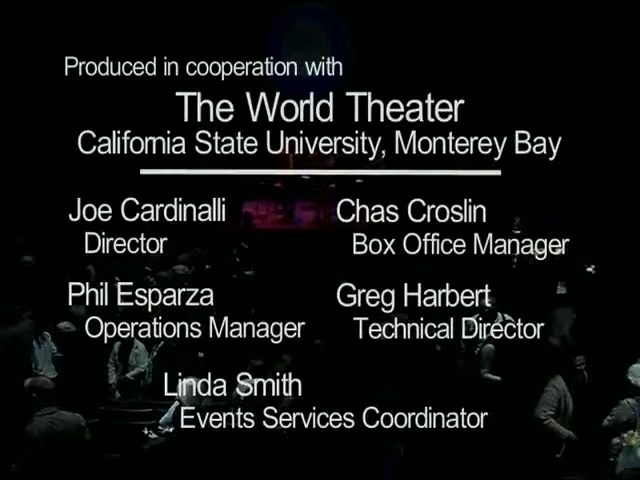 Produced in cooperation with
The World Theater
California State University, Monterey Bay
Joe Cardinalli
Director
Chas Croslin
Box Office Manager
Phil Esparza
Operations Manager
Greg Harbert
Technical Director
Linda Smith
Events Services Coordinator